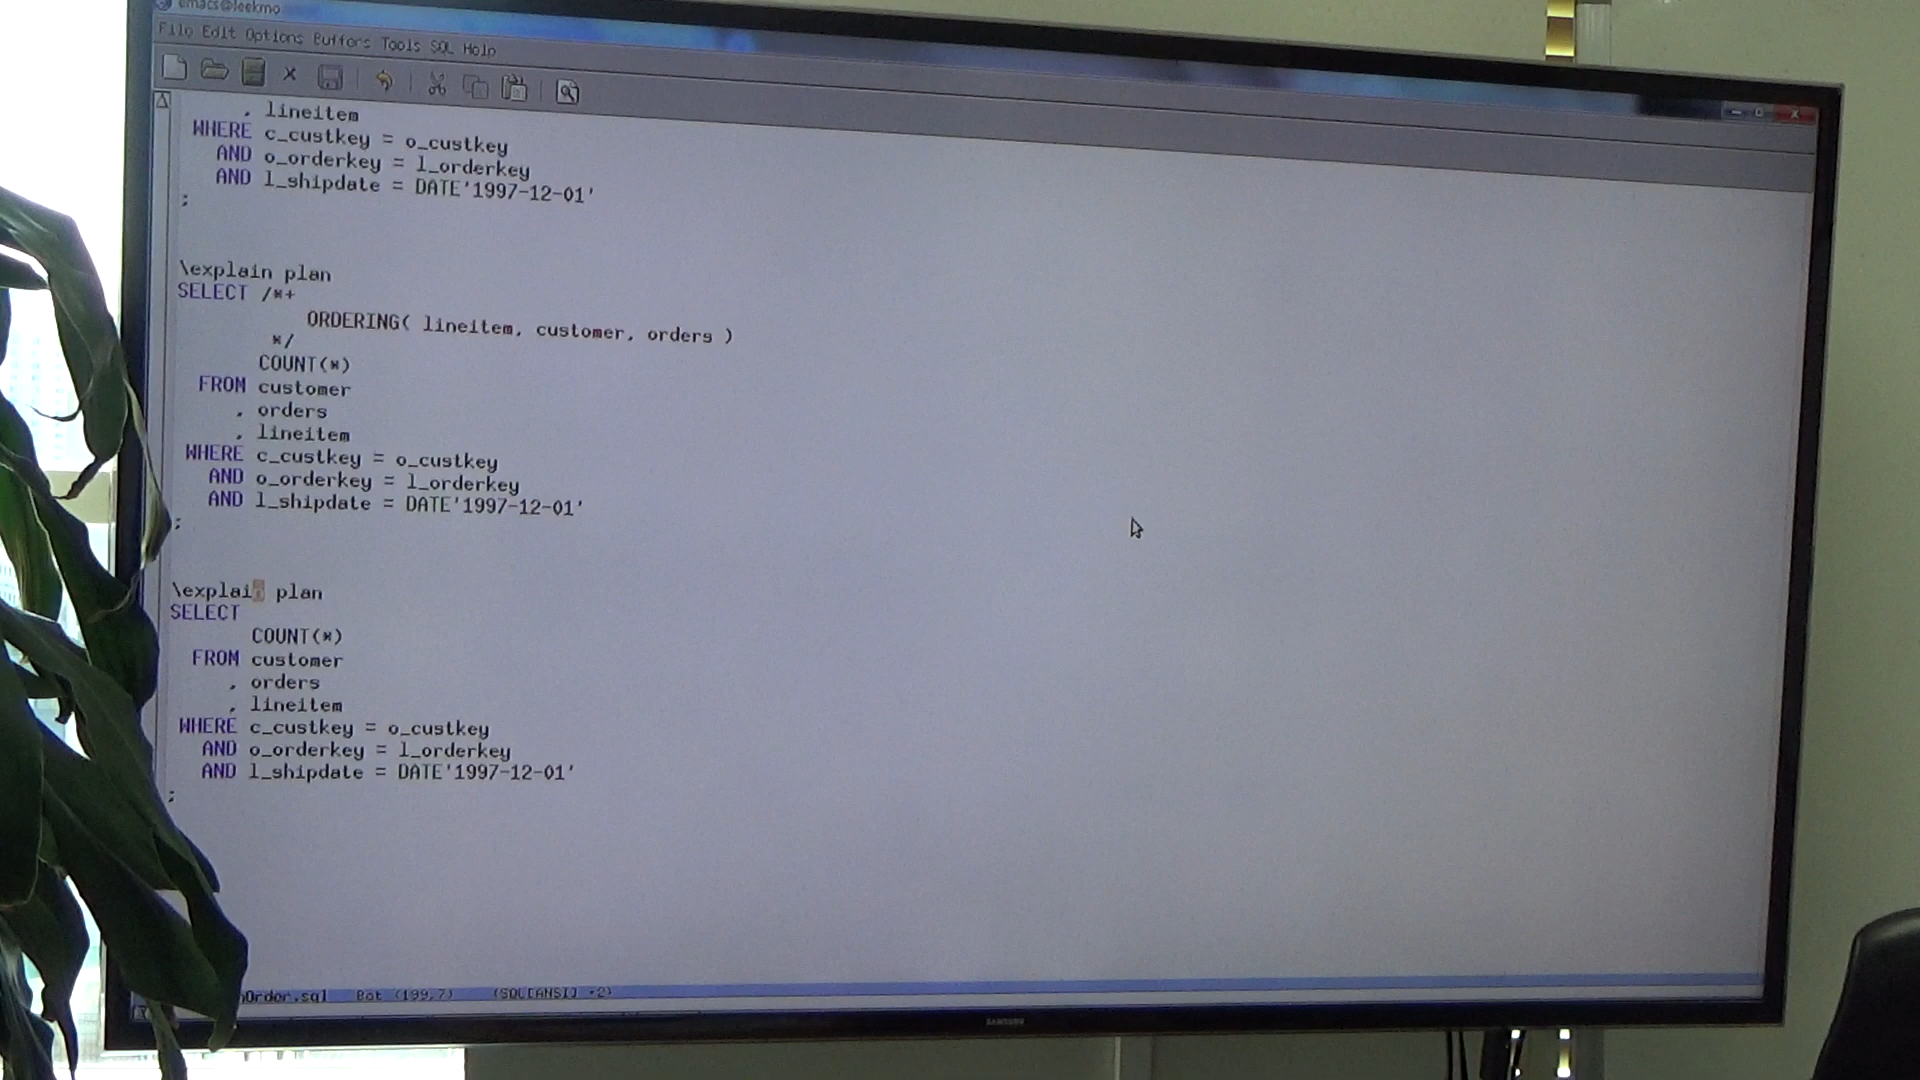 emacs@leekmo
File Edit Options Buffers Tools SQL Help
, lineitem
WHERE c_custkey = o_custkey
AND o_orderkey = l_orderkey
AND l_shipdate = DATE'1997-12-01'
;
\explain plan
SELECT /*+
ORDERING( lineitem, customer, orders )
*/
COUNT(*)
FROM customer
, orders
, lineitem
WHERE c_custkey = o_custkey
AND o_orderkey = l_orderkey
AND l_shipdate = DATE'1997-12-01'
;
\explain plan
SELECT
COUNT(*)
FROM customer
, orders
, lineitem
WHERE c_custkey = o_custkey
AND o_orderkey = l_orderkey
AND l_shipdate = DATE'1997-12-01'
;
nOrder.sql Bot (199,7) (SQL[ANSI] +2)
SAMSUNG